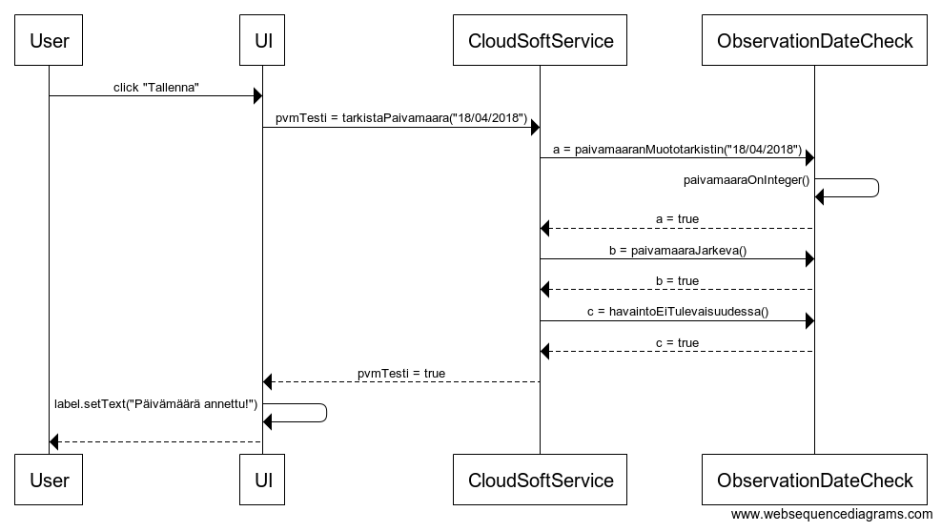 User
UI
CloudSoftService
ObservationDateCheck
click "Tallenna"
pvmTesti = tarkistaPaivamaara("18/04/2018")
a = paivamaaranMuototarkistin("18/04/2018")
paivamaaraOnInteger()
a = true
b = paivamaaraJarkeva()
b = true
c = havaintoEiTulevaisuudessa()
c = true
pvmTesti = true
label.setText("Päivämäärä annettu!")
User
UI
CloudSoftService
ObservationDateCheck
www.websequencediagrams.com